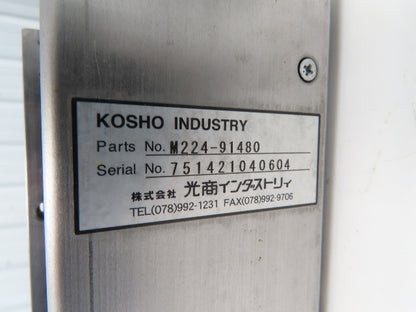 KOSHO INDUSTRY
Parts No. M224-91480
Serial No. 751421040604
株式会社 光商インダストリィ
TEL(078)992-1231 FAX(078)992-9706